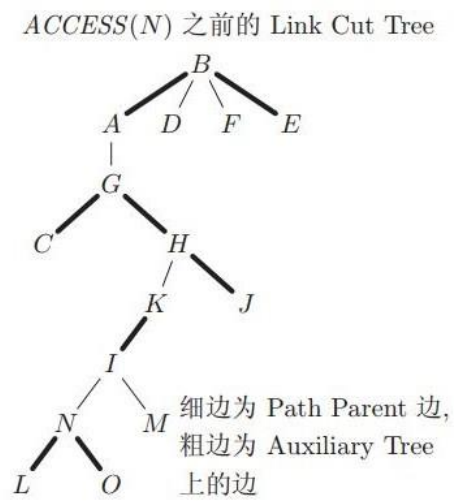 ACCESS(N) 之前的 Link Cut Tree
B
A D F E
G
C H
K J
I
N M 细边为 Path Parent 边,
粗边为 Auxiliary Tree
L O 上的边